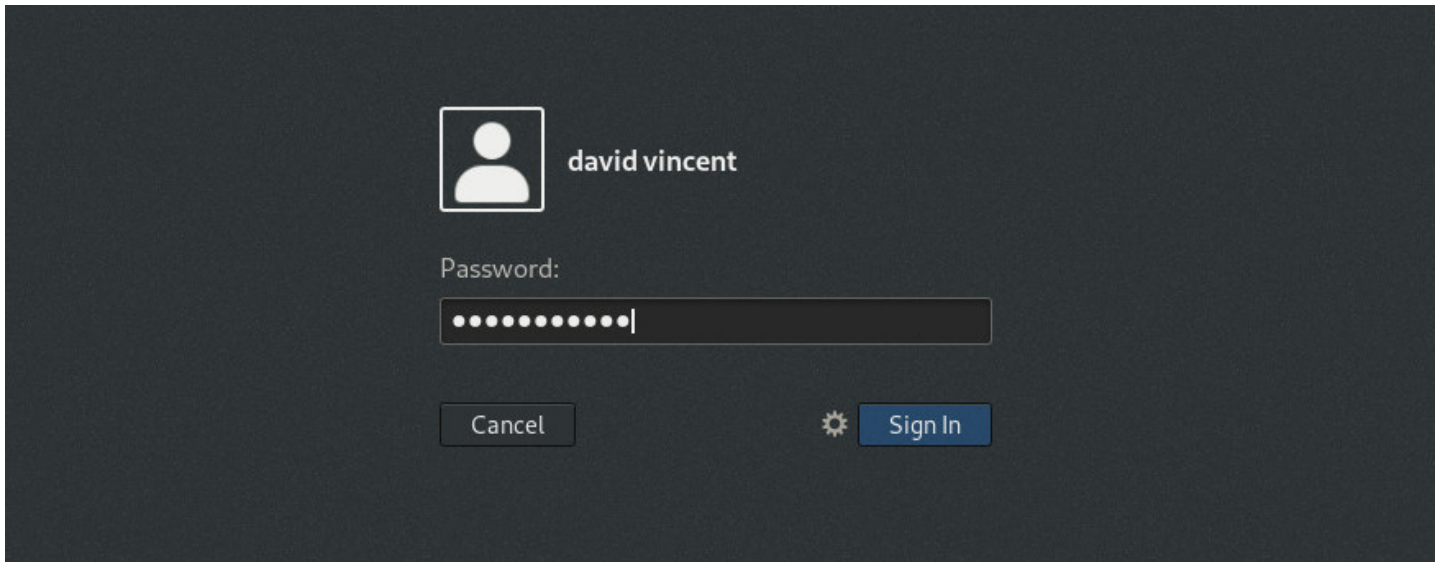 david vincent
Password:
●●●●●●●●●●●
Cancel
Sign In